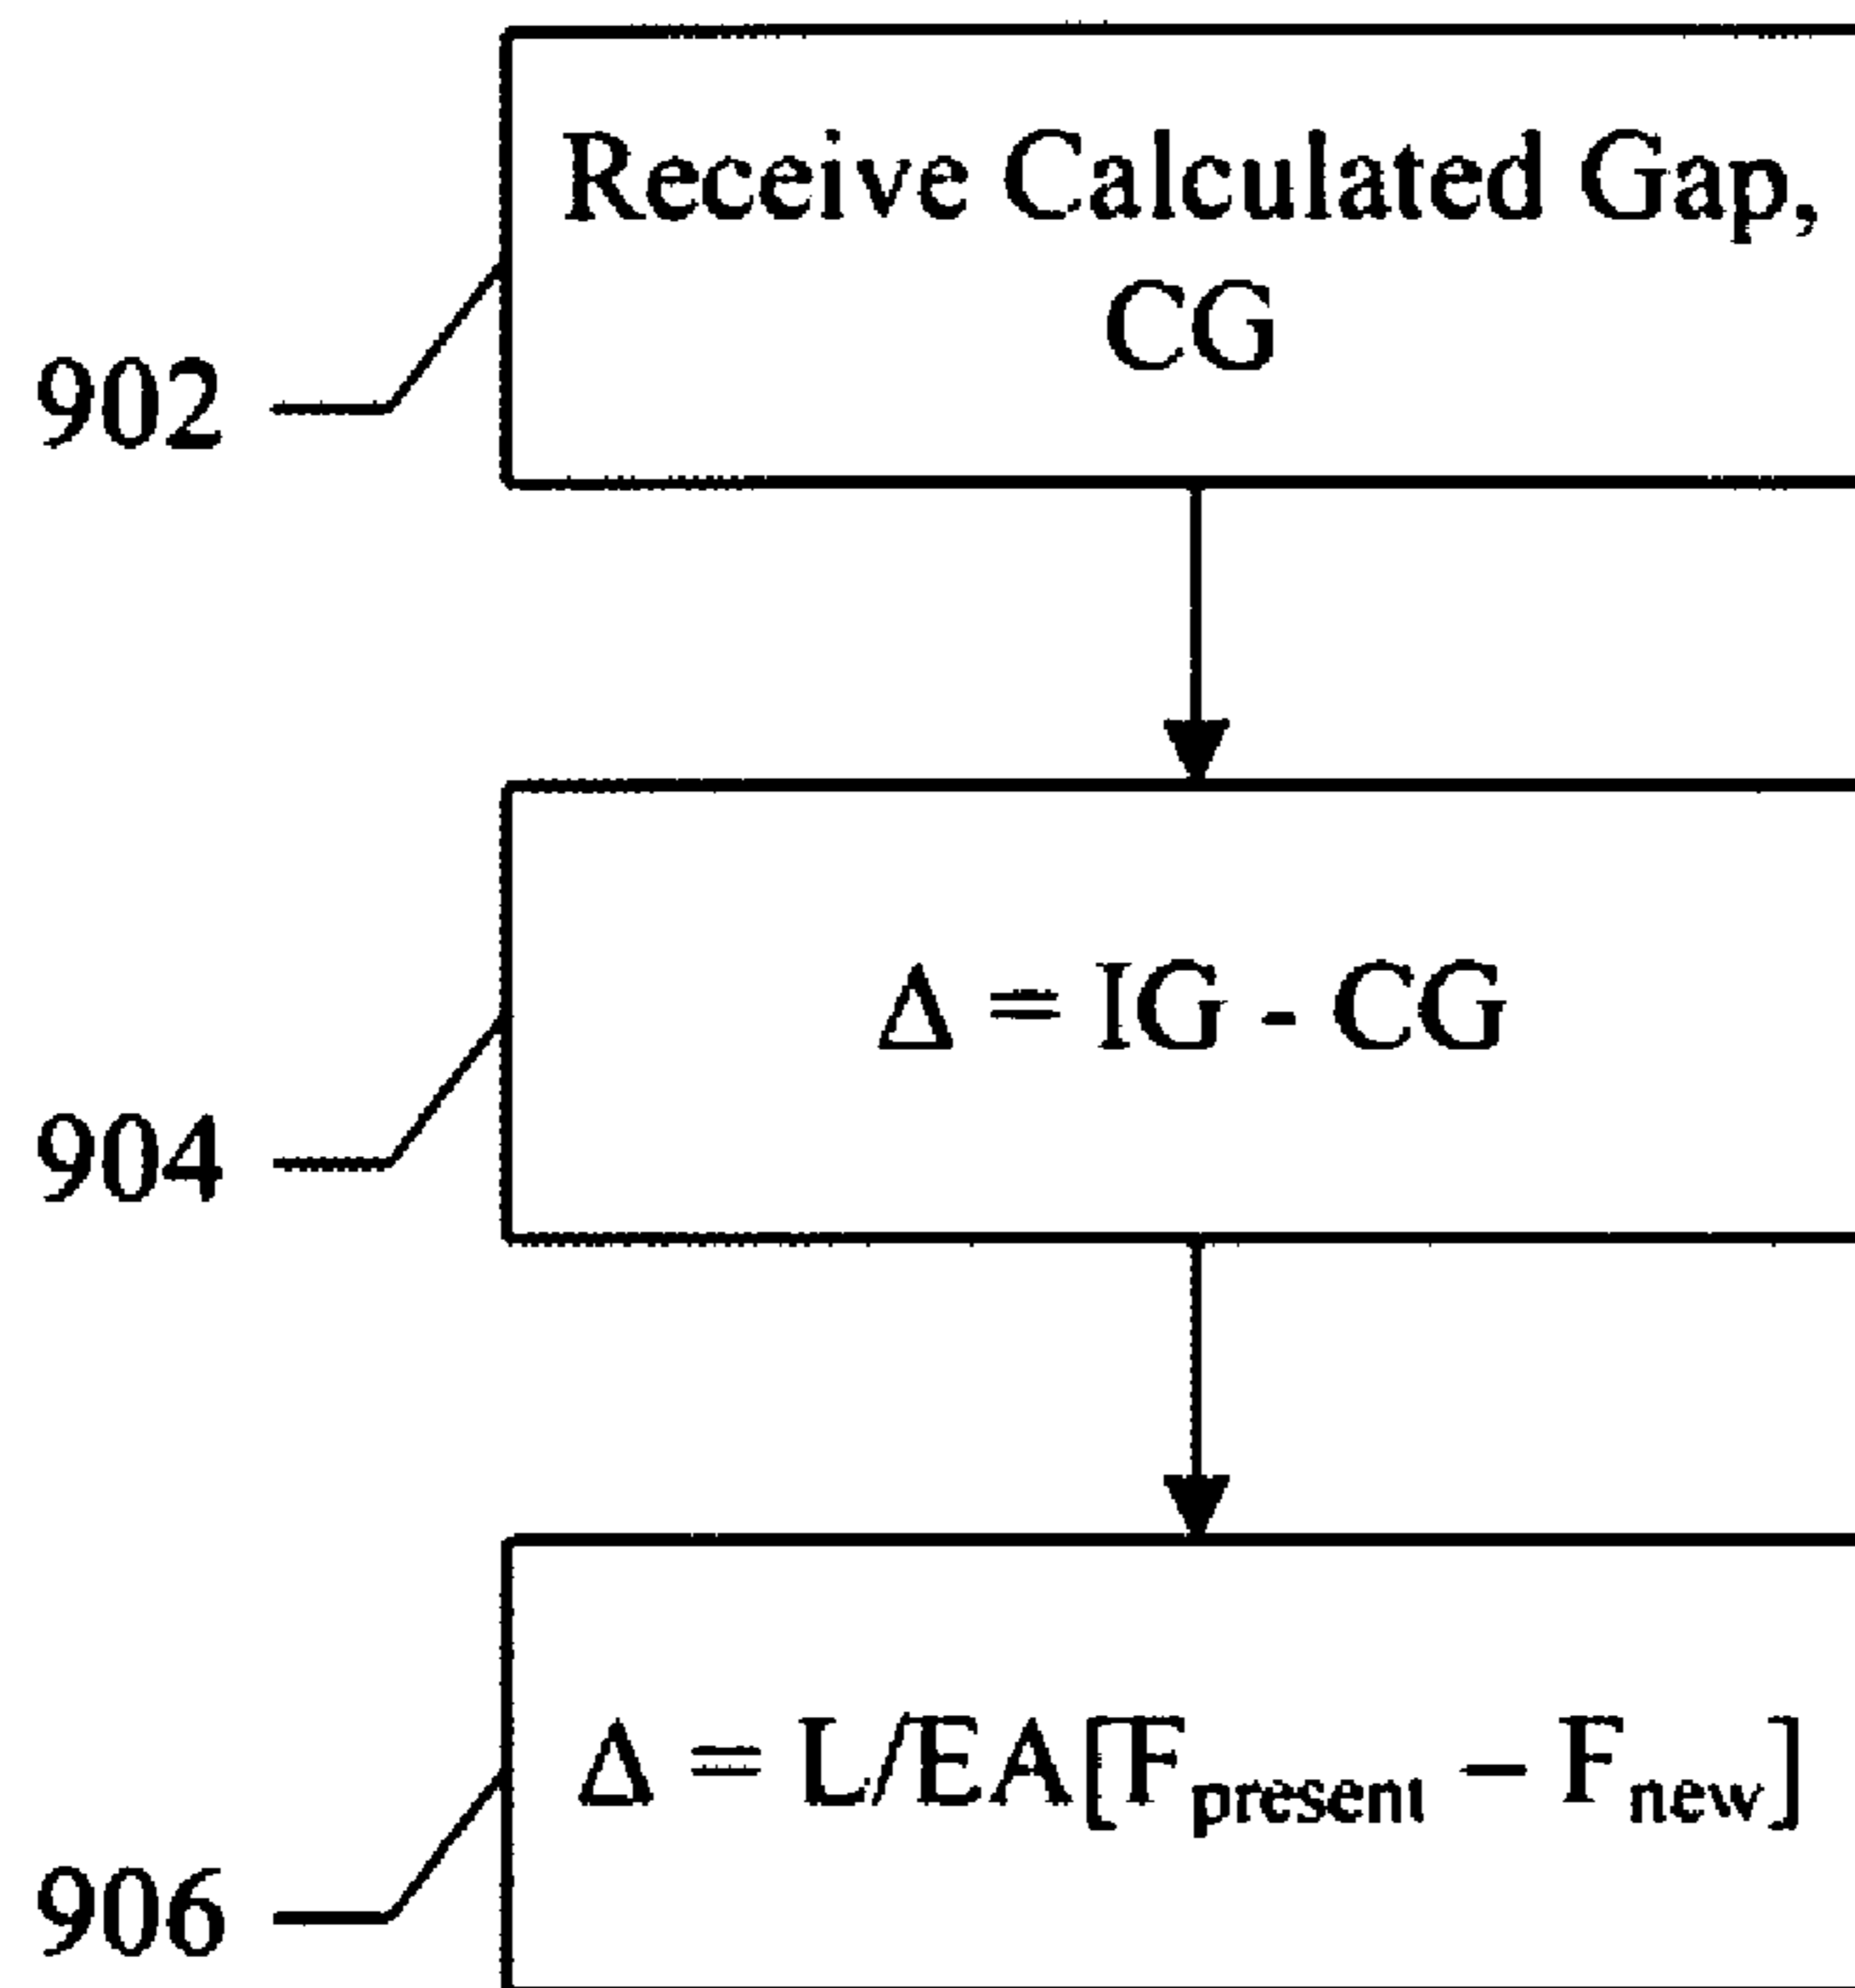 Receive Calculated Gap,
CG
902
Δ = IG - CG
904
Δ = L/EA[F_present – F_new]
906